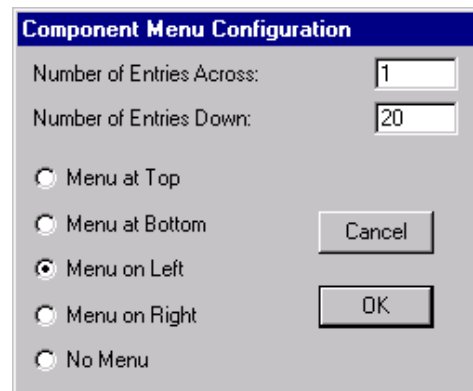 Component Menu Configuration
Number of Entries Across: 1
Number of Entries Down: 20
Menu at Top
Menu at Bottom
Cancel
Menu on Left
Menu on Right
OK
No Menu